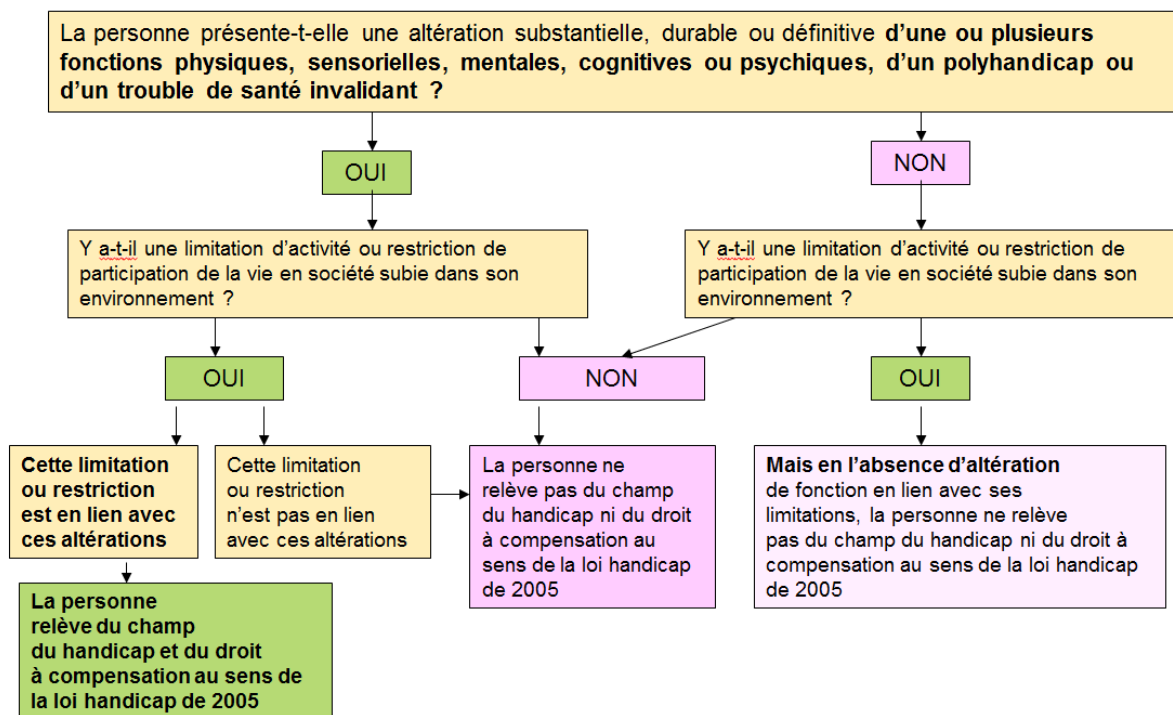 La personne présente-t-elle une altération substantielle, durable ou définitive d’une ou plusieurs
fonctions physiques, sensorielles, mentales, cognitives ou psychiques, d’un polyhandicap ou
d’un trouble de santé invalidant ?
OUI
NON
Y a-t-il une limitation d’activité ou restriction de
participation de la vie en société subie dans son
environnement ?
Y a-t-il une limitation d’activité ou restriction de
participation de la vie en société subie dans son
environnement ?
OUI
NON
OUI
Cette limitation
ou restriction
est en lien avec
ces altérations
Cette limitation
ou restriction
n’est pas en lien
avec ces altérations
La personne ne
relève pas du champ
du handicap ni du droit
à compensation au
sens de la loi handicap
de 2005
Mais en l’absence d’altération
de fonction en lien avec ses
limitations, la personne ne relève
pas du champ du handicap ni du droit à
compensation au sens de la loi handicap
de 2005
La personne
relève du champ
du handicap et du droit
à compensation au sens de
la loi handicap de 2005